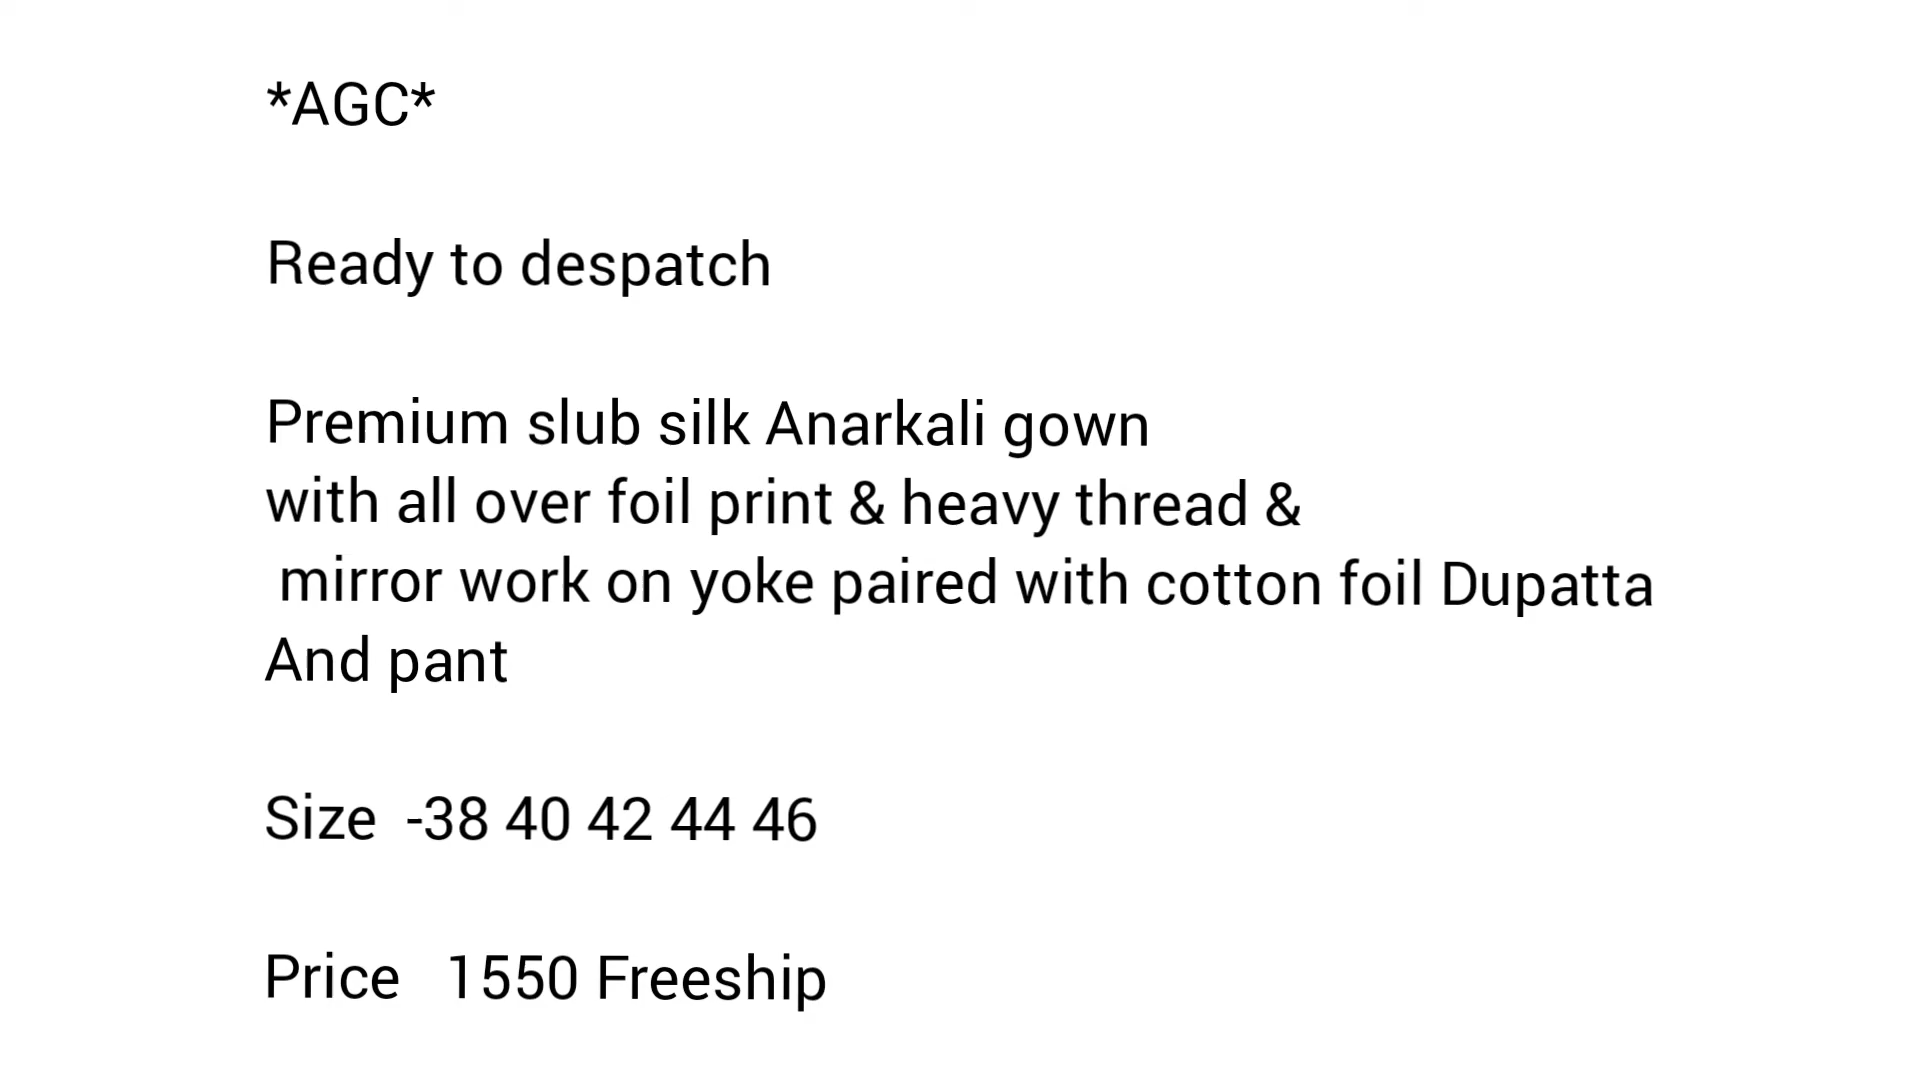 *AGC*
Ready to despatch
Premium slub silk Anarkali gown
with all over foil print & heavy thread &
mirror work on yoke paired with cotton foil Dupatta
And pant
Size  -38 40 42 44 46
Price   1550 Freeship